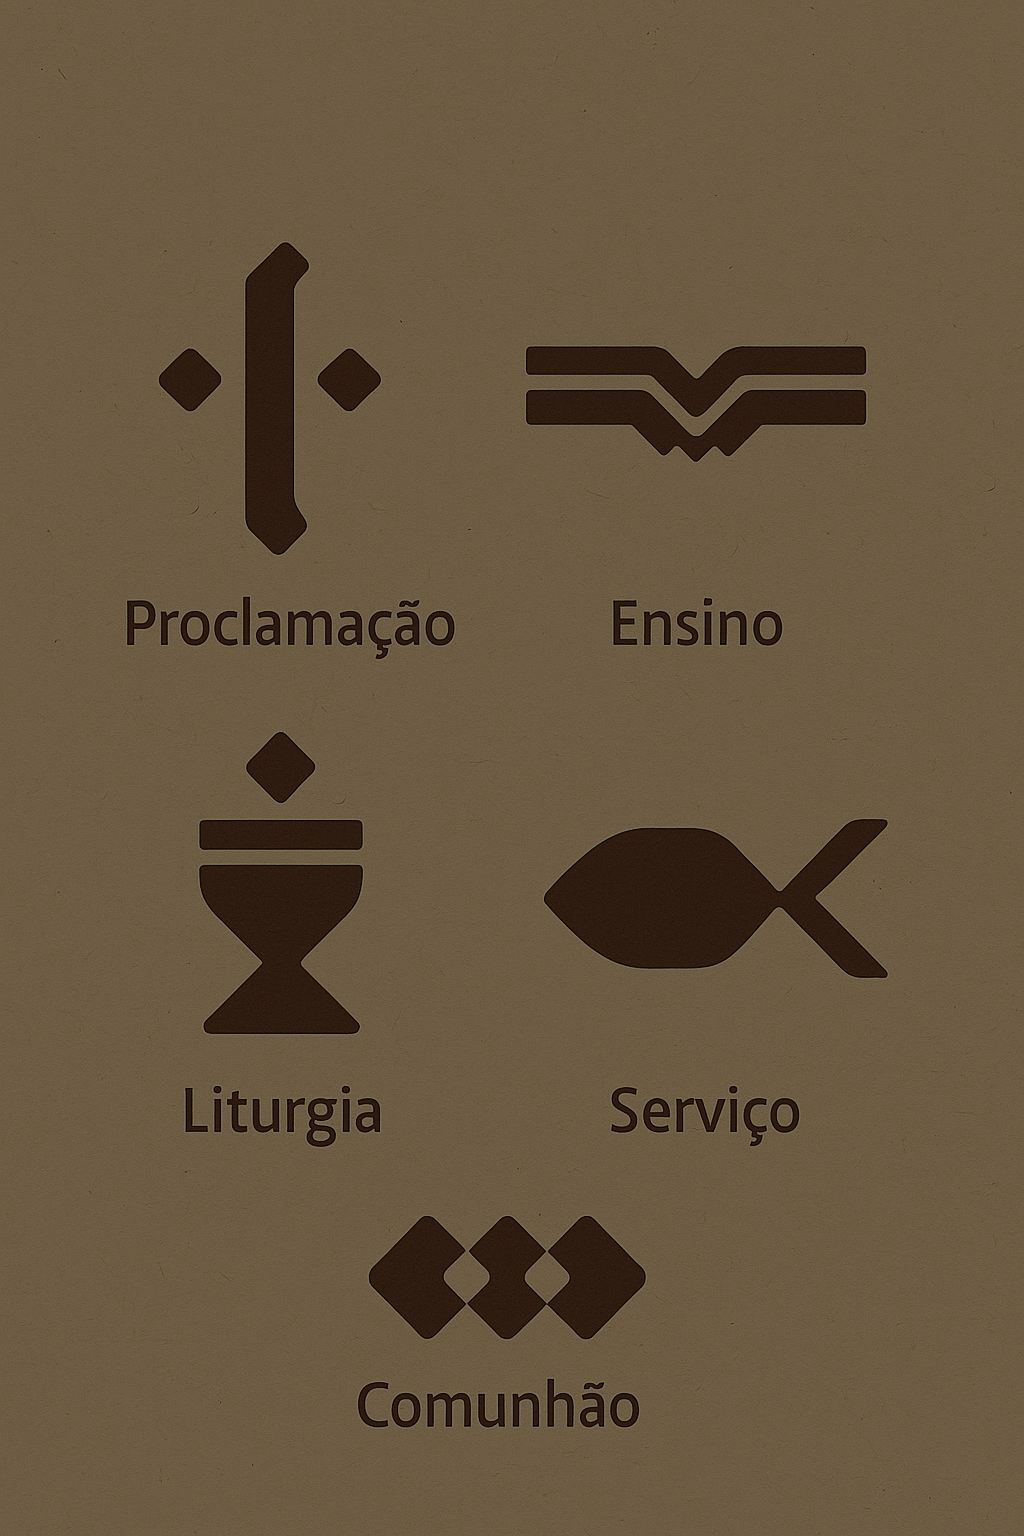 Proclamação
Ensino
Liturgia
Serviço
Comunhão